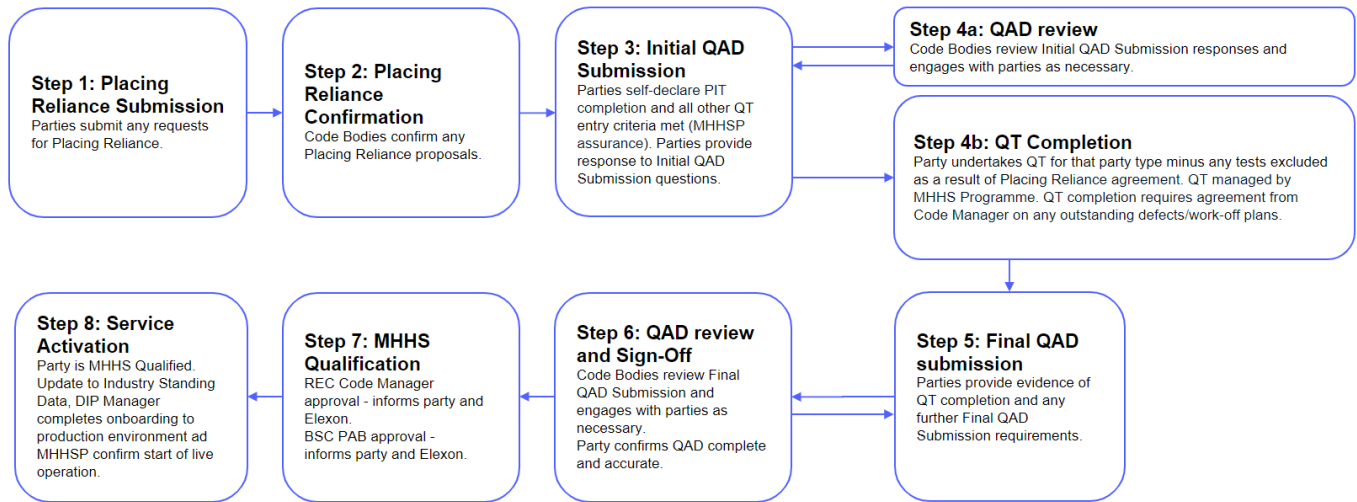 Step 1: Placing
Reliance Submission
Parties submit any requests
for Placing Reliance.
Step 2: Placing
Reliance
Confirmation
Code Bodies confirm any
Placing Reliance proposals.
Step 3: Initial QAD
Submission
Parties self-declare PIT
completion and all other QT
entry criteria met (MHHSP
assurance). Parties provide
response to Initial QAD
Submission questions.
Step 4a: QAD review
Code Bodies review Initial QAD Submission responses and
engages with parties as necessary.
Step 4b: QT Completion
Party undertakes QT for that party type minus any tests excluded
as a result of Placing Reliance agreement. QT managed by
MHHS Programme. QT completion requires agreement from
Code Manager on any outstanding defects/work-off plans.
Step 5: Final QAD
submission
Parties provide evidence of
QT completion and any
further Final QAD
Submission requirements.
Step 6: QAD review
and Sign-Off
Code Bodies review Final
QAD Submission and
engages with parties as
necessary.
Party confirms QAD complete
and accurate.
Step 7: MHHS
Qualification
REC Code Manager
approval - informs party and
Elexon.
BSC PAB approval -
informs party and Elexon.
Step 8: Service
Activation
Party is MHHS Qualified.
Update to Industry Standing
Data, DIP Manager
completes onboarding to
production environment ad
MHHSP confirm start of live
operation.